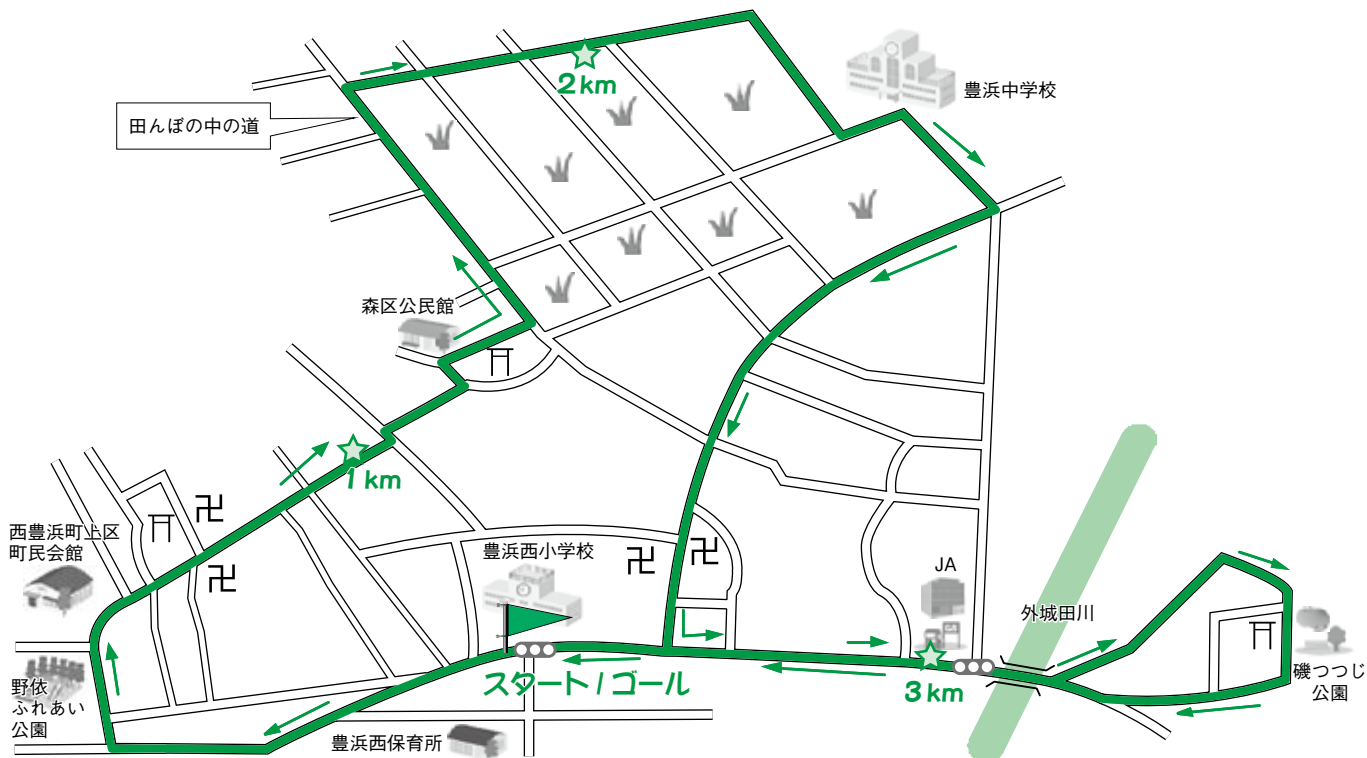 2km
豊浜中学校
田んぼの中の道
森区公民館
1km
西豊浜町上区
町民会館
豊浜西小学校
JA
外城田川
スタート/ゴール
3km
野依
ふれあい
公園
磯つつじ
公園
豊浜西保育所